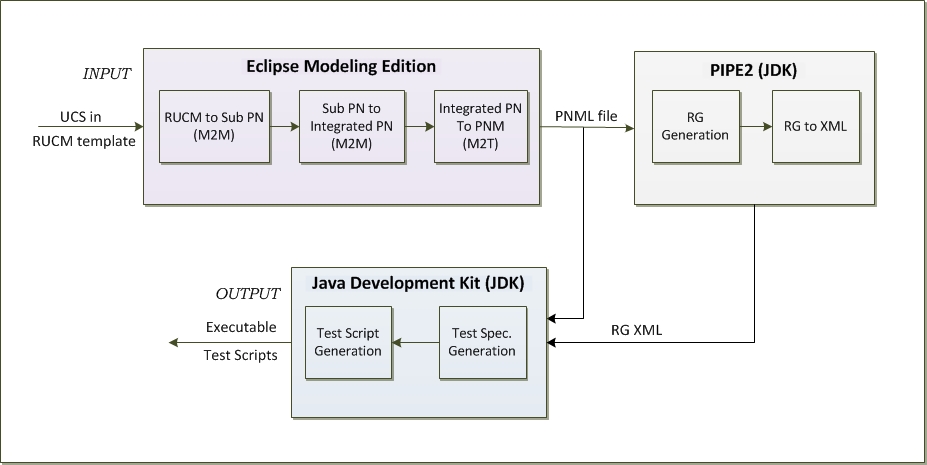 INPUT
UCS in
RUCM template
Eclipse Modeling Edition
RUCM to Sub PN
(M2M)
Sub PN to
Integrated PN
(M2M)
Integrated PN
To PNM
(M2T)
PNML file
PIPE2 (JDK)
RG
Generation
RG to XML
OUTPUT
Executable
Test Scripts
Java Development Kit (JDK)
Test Script
Generation
Test Spec.
Generation
RG XML